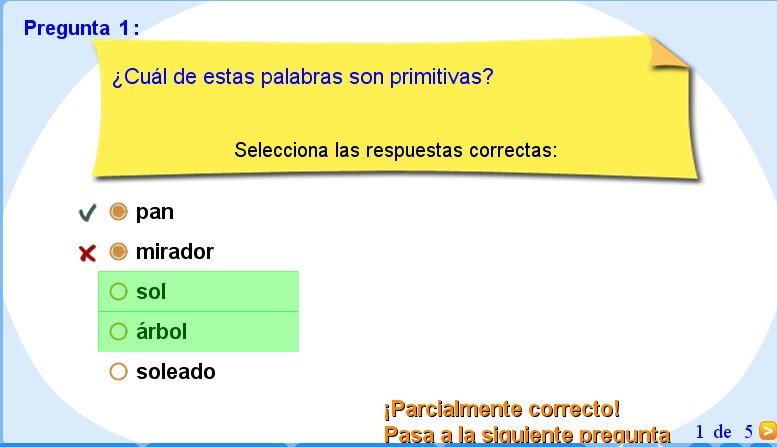 Pregunta 1:
¿Cuál de estas palabras son primitivas?
Selecciona las respuestas correctas:
pan
mirador
sol
árbol
soleado
¡Parcialmente correcto!
Pasa a la siguiente pregunta
1 de 5